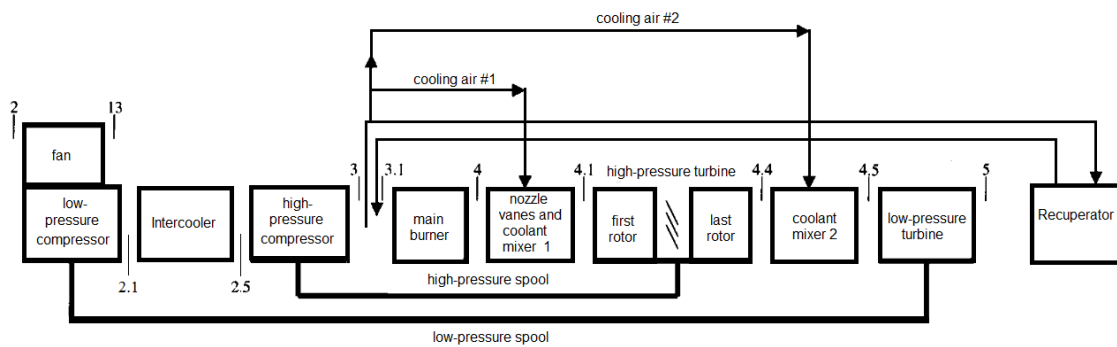 cooling air #2
cooling air #1
2
13
fan
3
3.1
4
4.1
high-pressure turbine
4.4
4.5
5
low-
pressure
compressor
Intercooler
high-
pressure
compressor
main
burner
nozzle
vanes and
coolant
mixer 1
first
rotor
last
rotor
coolant
mixer 2
low-pressure
turbine
Recuperator
2.1
2.5
high-pressure spool
low-pressure spool